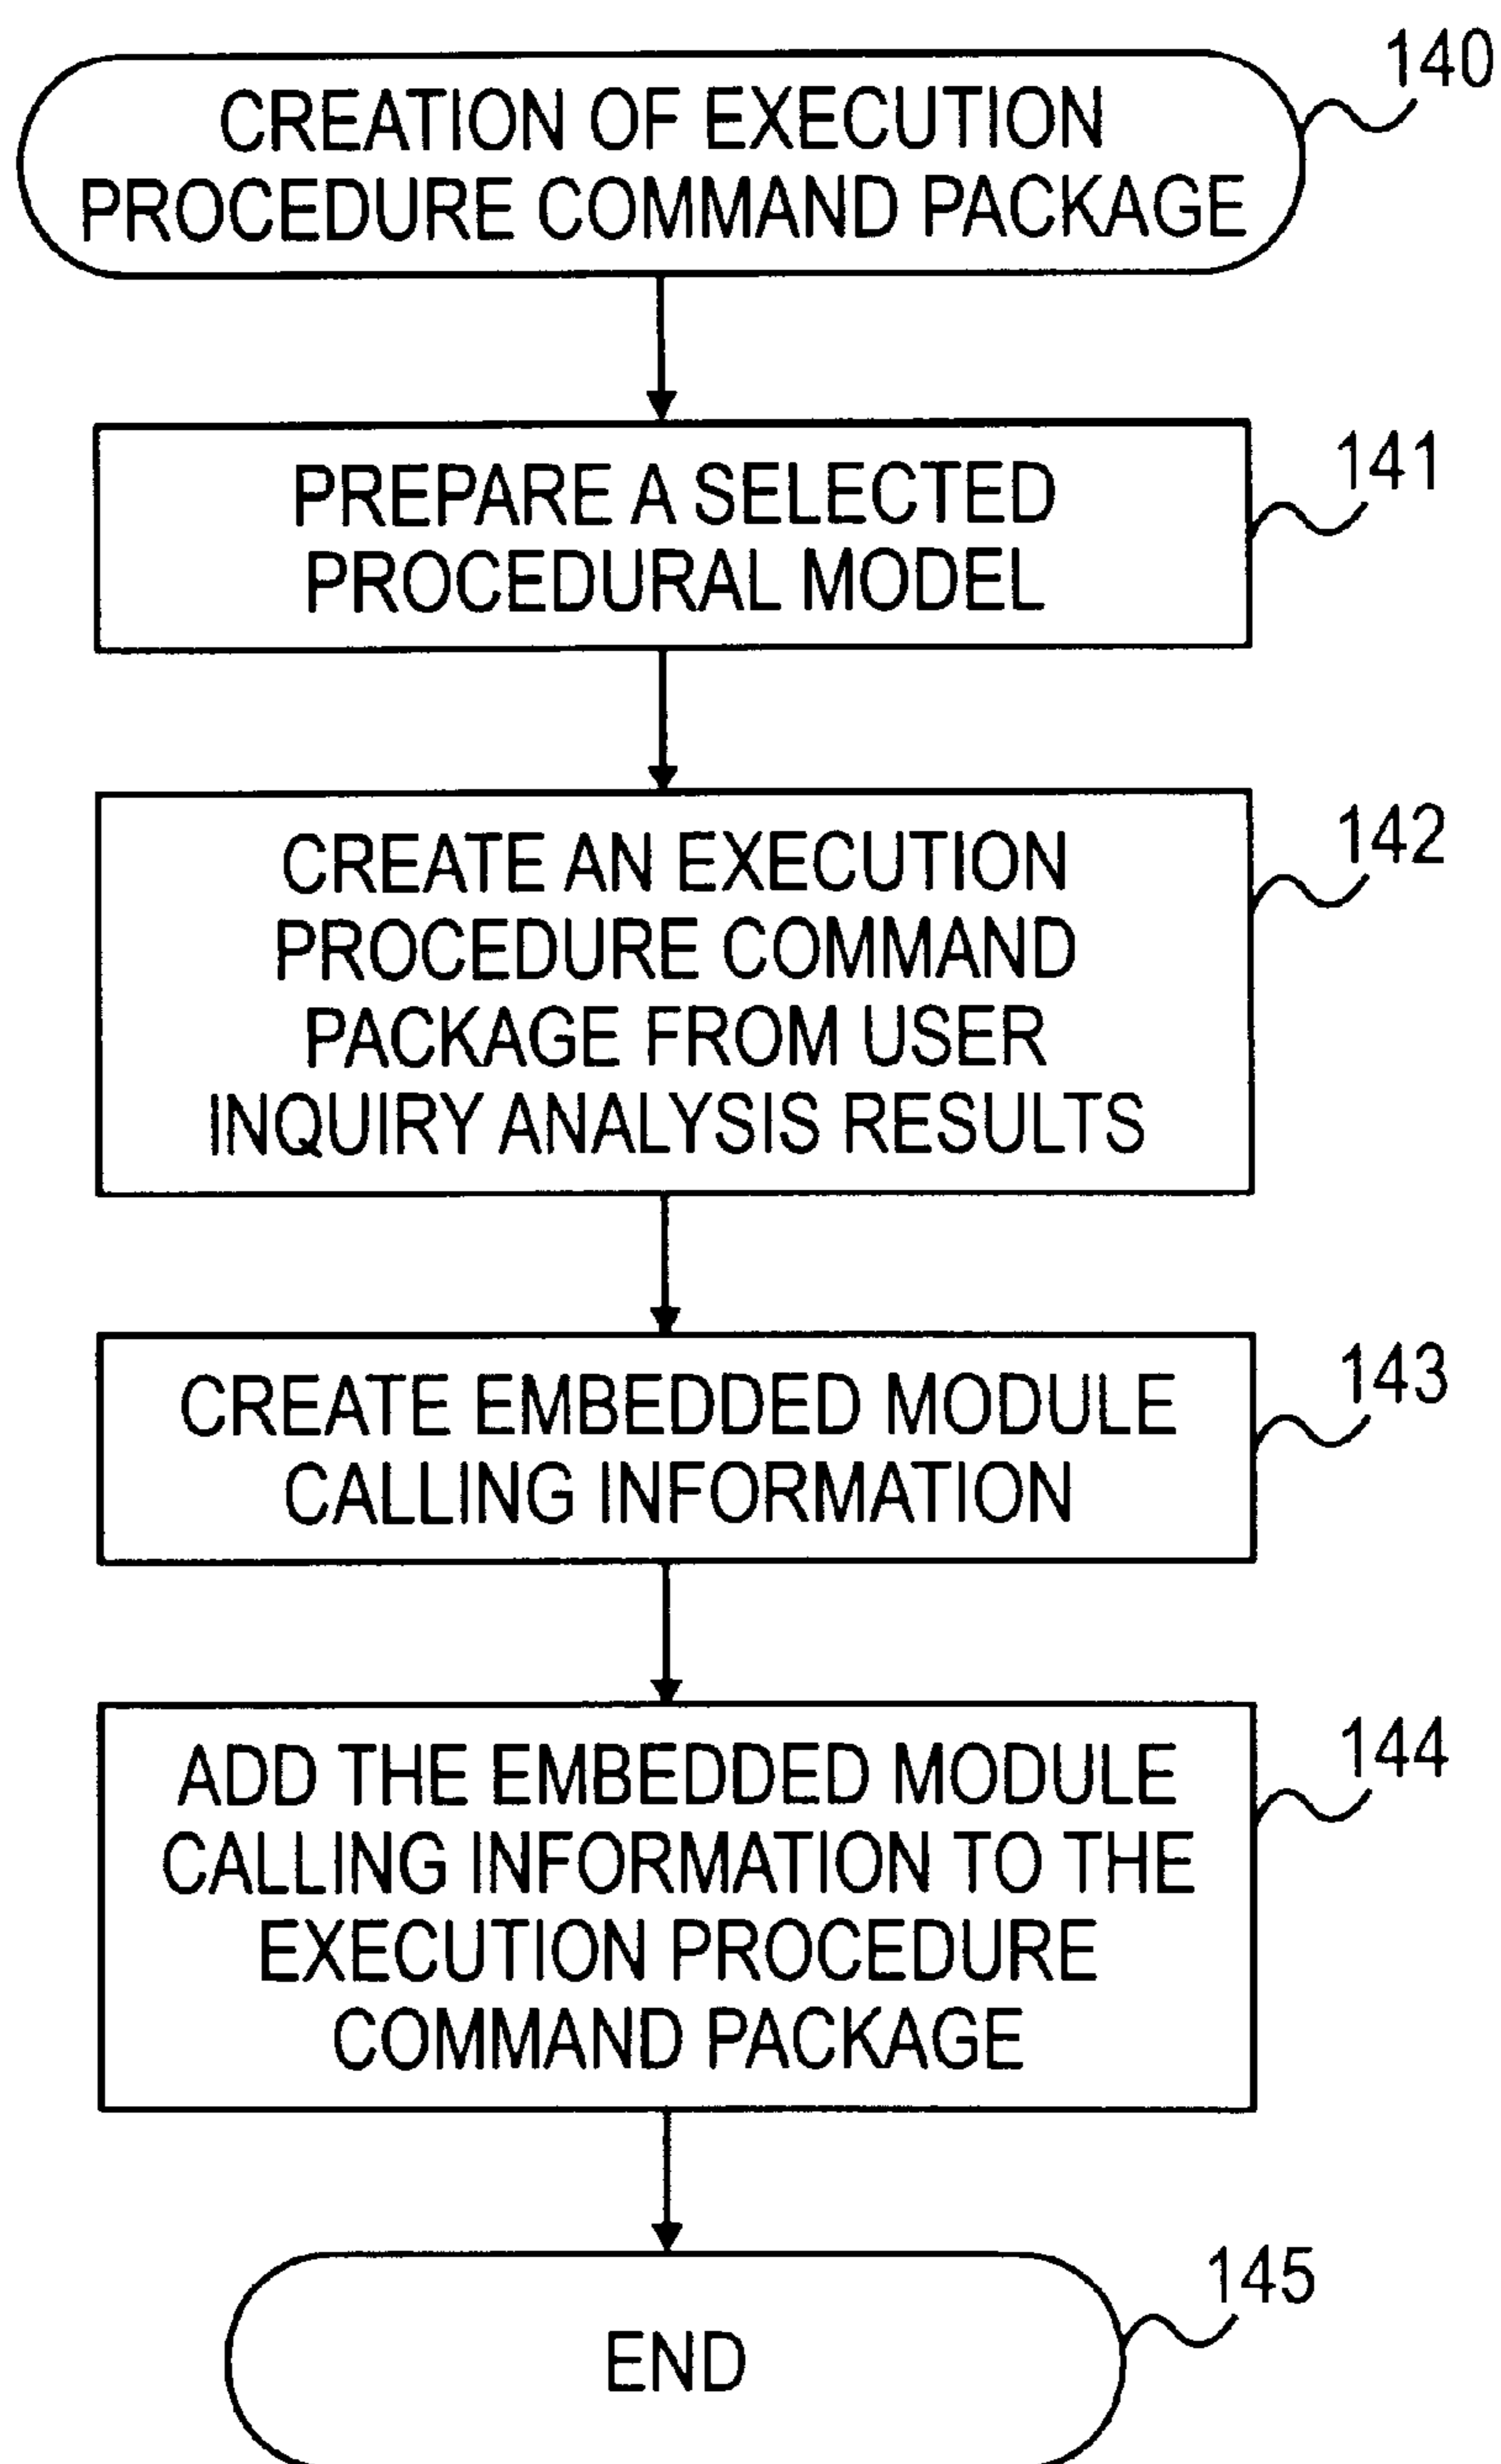 140
CREATION OF EXECUTION
PROCEDURE COMMAND PACKAGE
141
PREPARE A SELECTED
PROCEDURAL MODEL
142
CREATE AN EXECUTION
PROCEDURE COMMAND
PACKAGE FROM USER
INQUIRY ANALYSIS RESULTS
143
CREATE EMBEDDED MODULE
CALLING INFORMATION
144
ADD THE EMBEDDED MODULE
CALLING INFORMATION TO THE
EXECUTION PROCEDURE
COMMAND PACKAGE
145
END